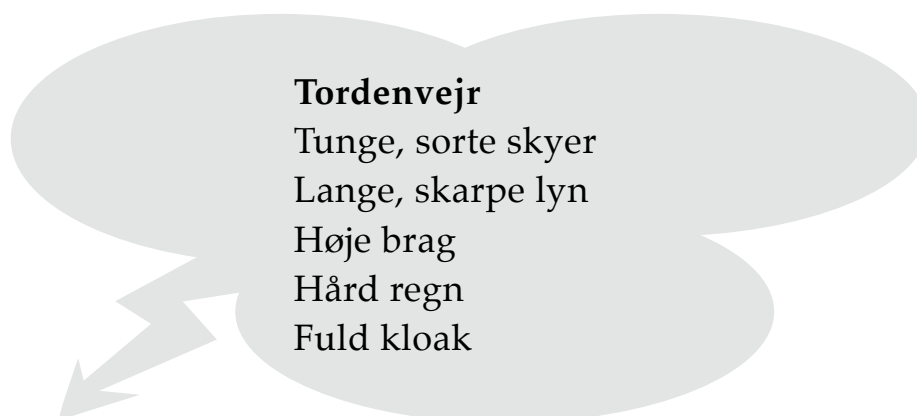 Tordenvejr
Tunge, sorte skyer
Lange, skarpe lyn
Høje brag
Hård regn
Fuld kloak